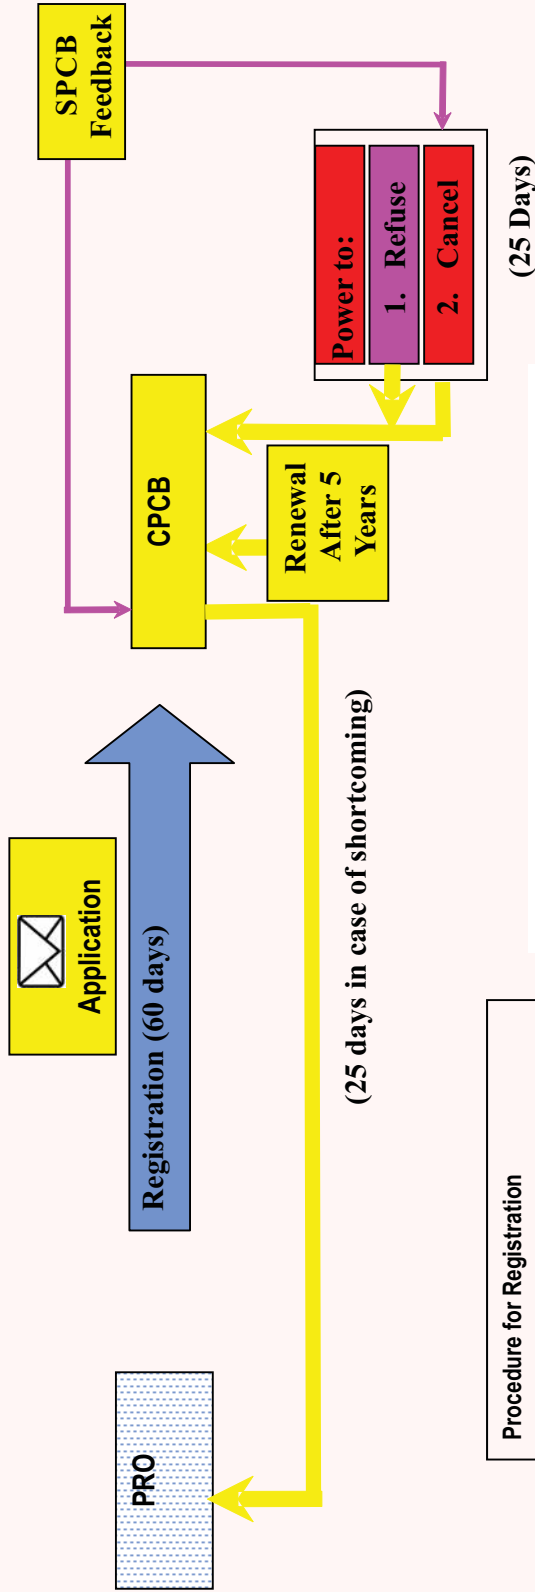 SPCB
Feedback
Application
Registration (60 days)
PRO
CPCB
Renewal
After 5
Years
Power to:
1. Refuse
2. Cancel
(25 days in case of shortcoming)
(25 Days)
Procedure for Registration